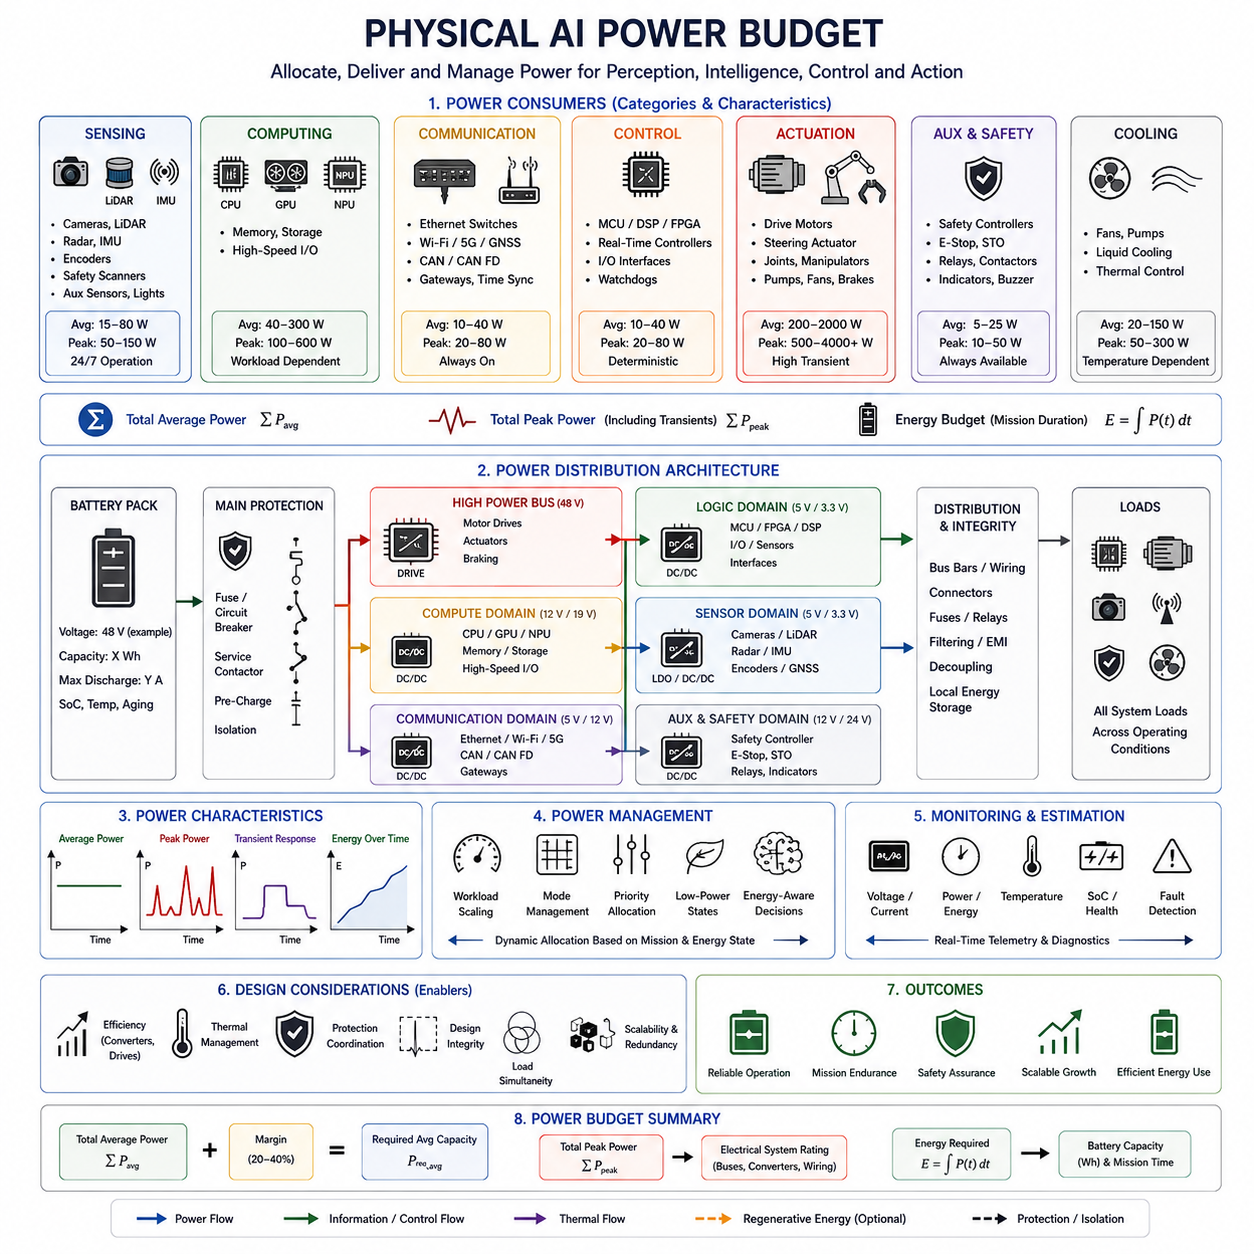 PHYSICAL AI POWER BUDGET
Allocate, Deliver and Manage Power for Perception, Intelligence, Control and Action
1. POWER CONSUMERS (Categories & Characteristics)
SENSING
LiDAR
IMU
• Cameras, LiDAR
• Radar, IMU
• Encoders
• Safety Scanners
• Aux Sensors, Lights
Avg: 15–80 W
Peak: 50–150 W
24/7 Operation
COMPUTING
NPU
CPU
GPU
NPU
• Memory, Storage
• High-Speed I/O
Avg: 40–300 W
Peak: 100–600 W
Workload Dependent
COMMUNICATION
• Ethernet Switches
• Wi-Fi / 5G / GNSS
• CAN / CAN FD
• Gateways, Time Sync
Avg: 10–40 W
Peak: 20–80 W
Always On
CONTROL
• MCU / DSP / FPGA
• Real-Time Controllers
• I/O Interfaces
• Watchdogs
Avg: 10–40 W
Peak: 20–80 W
Deterministic
ACTUATION
• Drive Motors
• Steering Actuator
• Joints, Manipulators
• Pumps, Fans, Brakes
Avg: 200–2000 W
Peak: 500–4000+ W
High Transient
AUX & SAFETY
• Safety Controllers
• E-Stop, STO
• Relays, Contactors
• Indicators, Buzzer
Avg: 5–25 W
Peak: 10–50 W
Always Available
COOLING
• Fans, Pumps
• Liquid Cooling
• Thermal Control
Avg: 20–150 W
Peak: 50–300 W
Temperature Dependent
Σ Total Average Power ∑ P_avg
Total Peak Power (Including Transients) ∑ P_peak
Energy Budget (Mission Duration) E = ∫ P(t) dt
2. POWER DISTRIBUTION ARCHITECTURE
BATTERY PACK
Voltage: 48 V (example)
Capacity: X Wh
Max Discharge: Y A
SoC, Temp, Aging
MAIN PROTECTION
Fuse /
Circuit
Breaker
Service
Contactor
Pre-Charge
Isolation
HIGH POWER BUS (48 V)
Motor Drives
Actuators
Braking
DRIVE
COMPUTE DOMAIN (12 V / 19 V)
CPU / GPU / NPU
Memory / Storage
High-Speed I/O
DC/DC
DC/DC
COMMUNICATION DOMAIN (5 V / 12 V)
Ethernet / Wi-Fi / 5G
CAN / CAN FD
Gateways
DC/DC
LOGIC DOMAIN (5 V / 3.3 V)
MCU / FPGA / DSP
I/O / Sensors
Interfaces
DC/DC
SENSOR DOMAIN (5 V / 3.3 V)
Cameras / LiDAR
Radar / IMU
Encoders / GNSS
LDO / DC/DC
AUX & SAFETY DOMAIN (12 V / 24 V)
Safety Controller
E-Stop, STO
Relays, Indicators
DC/DC
DISTRIBUTION
& INTEGRITY
Bus Bars / Wiring
Connectors
Fuses / Relays
Filtering / EMI
Decoupling
Local Energy
Storage
LOADS
All System Loads
Across Operating
Conditions
3. POWER CHARACTERISTICS
Average Power
P
Time
Peak Power
P
Time
Transient Response
P
Time
Energy Over Time
E
Time
4. POWER MANAGEMENT
Workload
Scaling
Mode
Management
Priority
Allocation
Low-Power
States
Energy-Aware
Decisions
Dynamic Allocation Based on Mission & Energy State
5. MONITORING & ESTIMATION
Voltage /
Current
Power /
Energy
Temperature
SoC /
Health
Fault
Detection
Real-Time Telemetry & Diagnostics
6. DESIGN CONSIDERATIONS (Enablers)
Efficiency
(Converters,
Drives)
Thermal
Management
Protection
Coordination
Design
Integrity
Load
Simultaneity
Scalability &
Redundancy
7. OUTCOMES
Reliable Operation
Mission Endurance
Safety Assurance
Scalable Growth
Efficient Energy Use
8. POWER BUDGET SUMMARY
Total Average Power
∑ P_avg
+
Margin
(20–40%)
=
Required Avg Capacity
P_req,avg
Total Peak Power
∑ P_peak
Electrical System Rating
(Buses, Converters, Wiring)
Energy Required
E = ∫ P(t) dt
Battery Capacity
(Wh) & Mission Time
Power Flow
Information / Control Flow
Thermal Flow
Regenerative Energy (Optional)
Protection / Isolation